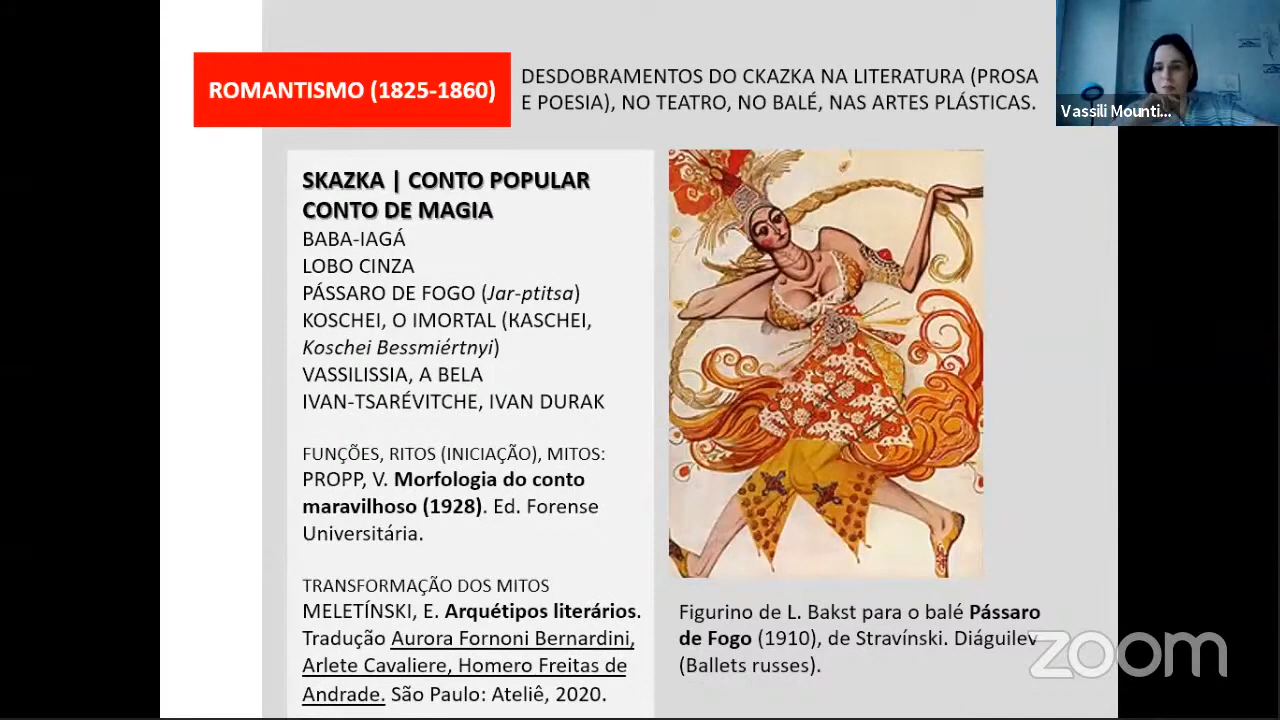 ROMANTISMO (1825-1860)
DESDOBRAMENTOS DO CKAZKA NA LITERATURA (PROSA
E POESIA), NO TEATRO, NO BALÉ, NAS ARTES PLÁSTICAS.
Vassili Mounti...
SKAZKA | CONTO POPULAR
CONTO DE MAGIA
BABA-IAGÁ
LOBO CINZA
PÁSSARO DE FOGO (Jar-ptitsa)
KOSCHEI, O IMORTAL (KASCHEI,
Koschei Bessmiértnyi)
VASSILISSIA, A BELA
IVAN-TSARÉVITCHE, IVAN DURAK
FUNÇÕES, RITOS (INICIAÇÃO), MITOS:
PROPP, V. Morfologia do conto
maravilhoso (1928). Ed. Forense
Universitária.
TRANSFORMAÇÃO DOS MITOS
MELETÍNSKI, E. Arquétipos literários.
Tradução Aurora Fornoni Bernardini,
Arlete Cavaliere, Homero Freitas de
Andrade. São Paulo: Ateliê, 2020.
Figurino de L. Bakst para o balé Pássaro
de Fogo (1910), de Stravínski. Diáguilev
(Ballets russes).
zoom